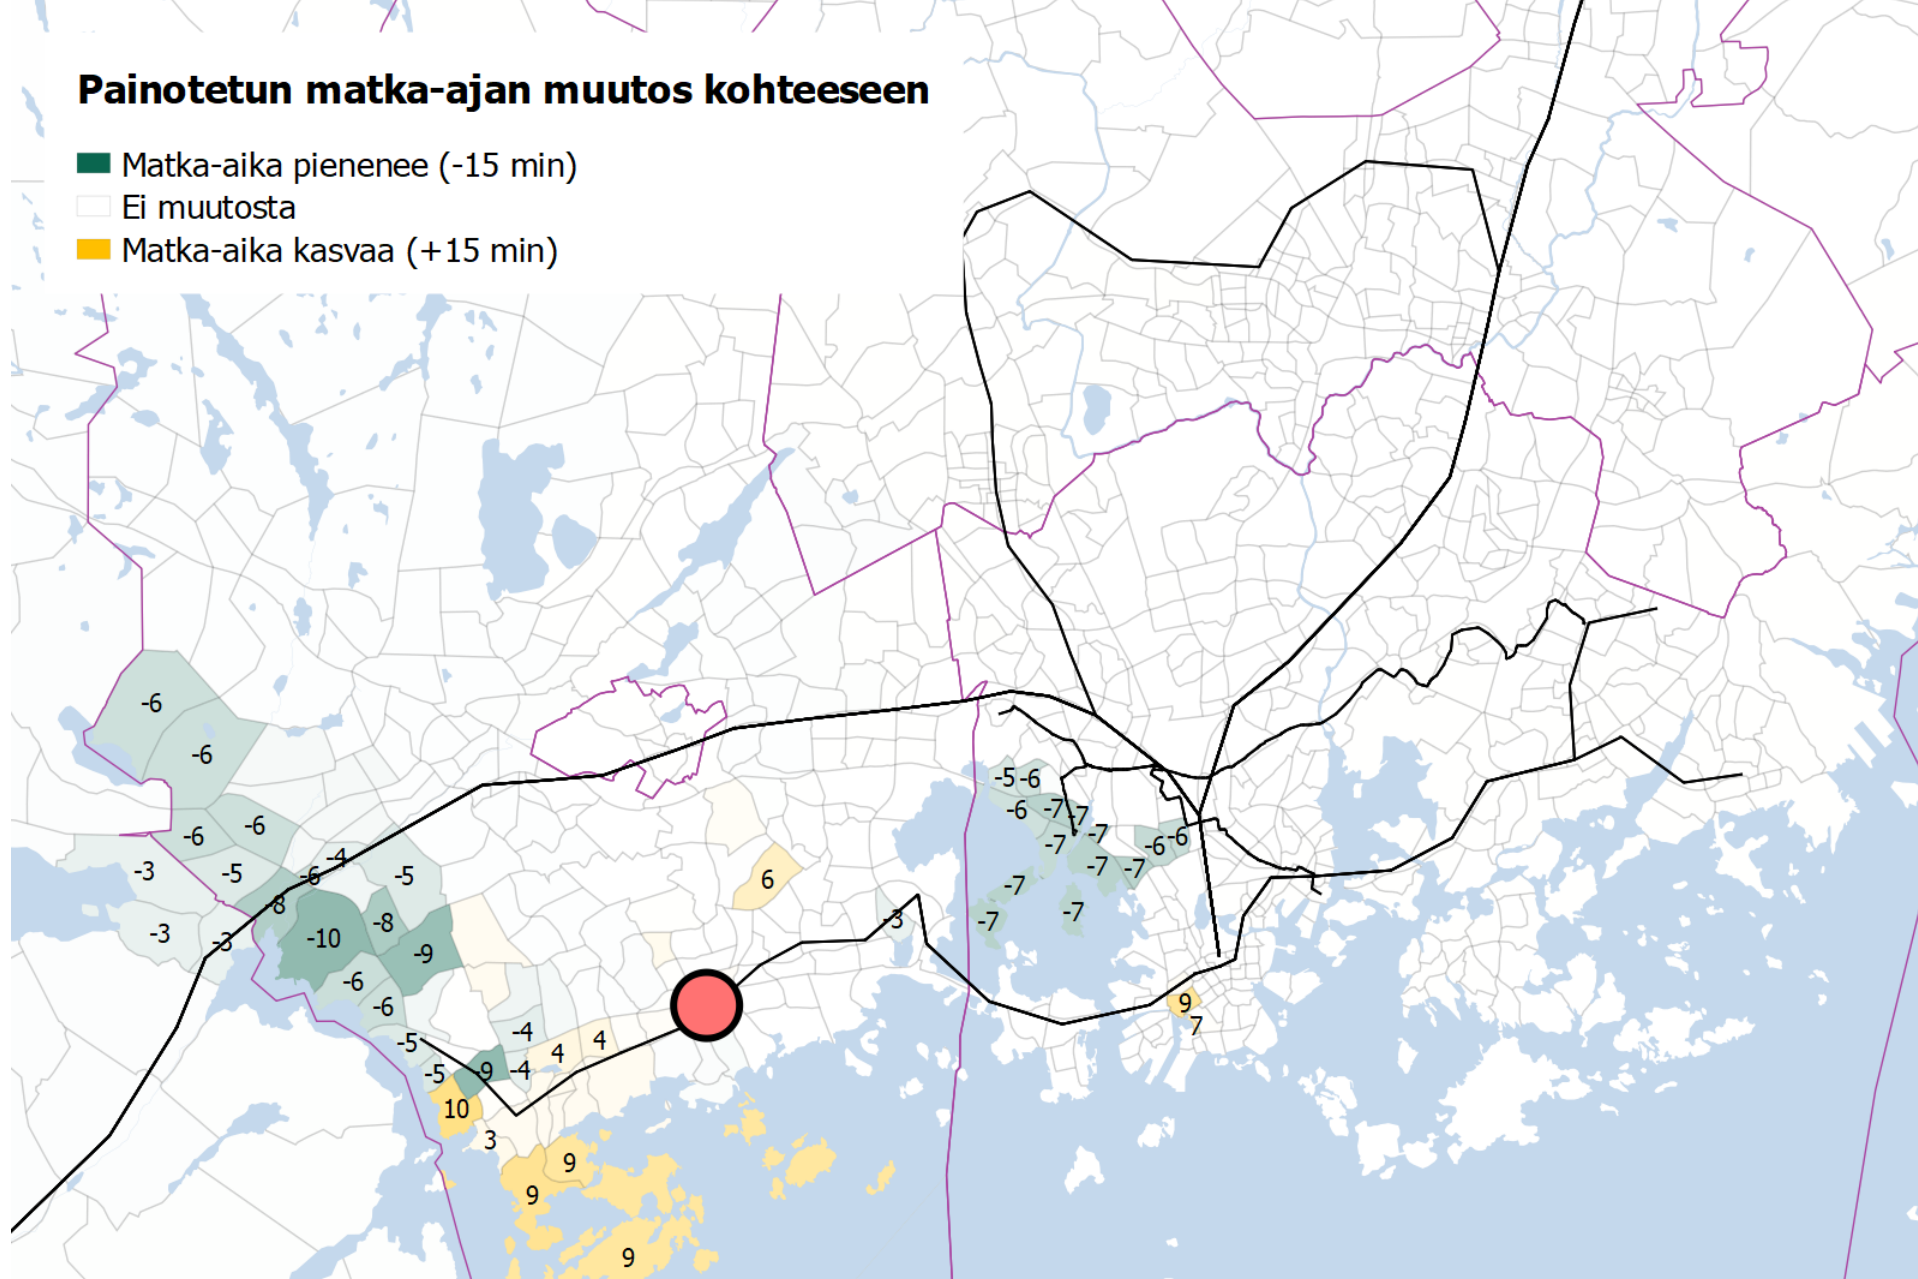 Painotetun matka-ajan muutos kohteeseen
Matka-aika pienenee (-15 min)
Ei muutosta
Matka-aika kasvaa (+15 min)
-6
-6
-5 -6
-6 -7 -7
-6 -6
-7
-7 -6 -6
-4
-3 -5 -6 -5
-7 -7
6
-7
-8 -8
-3
-7 -7
-3 -3 -10 -9
-6
9
-6
7
-5 -4 4
4
-5 -9 -4
10
3
9
9
9